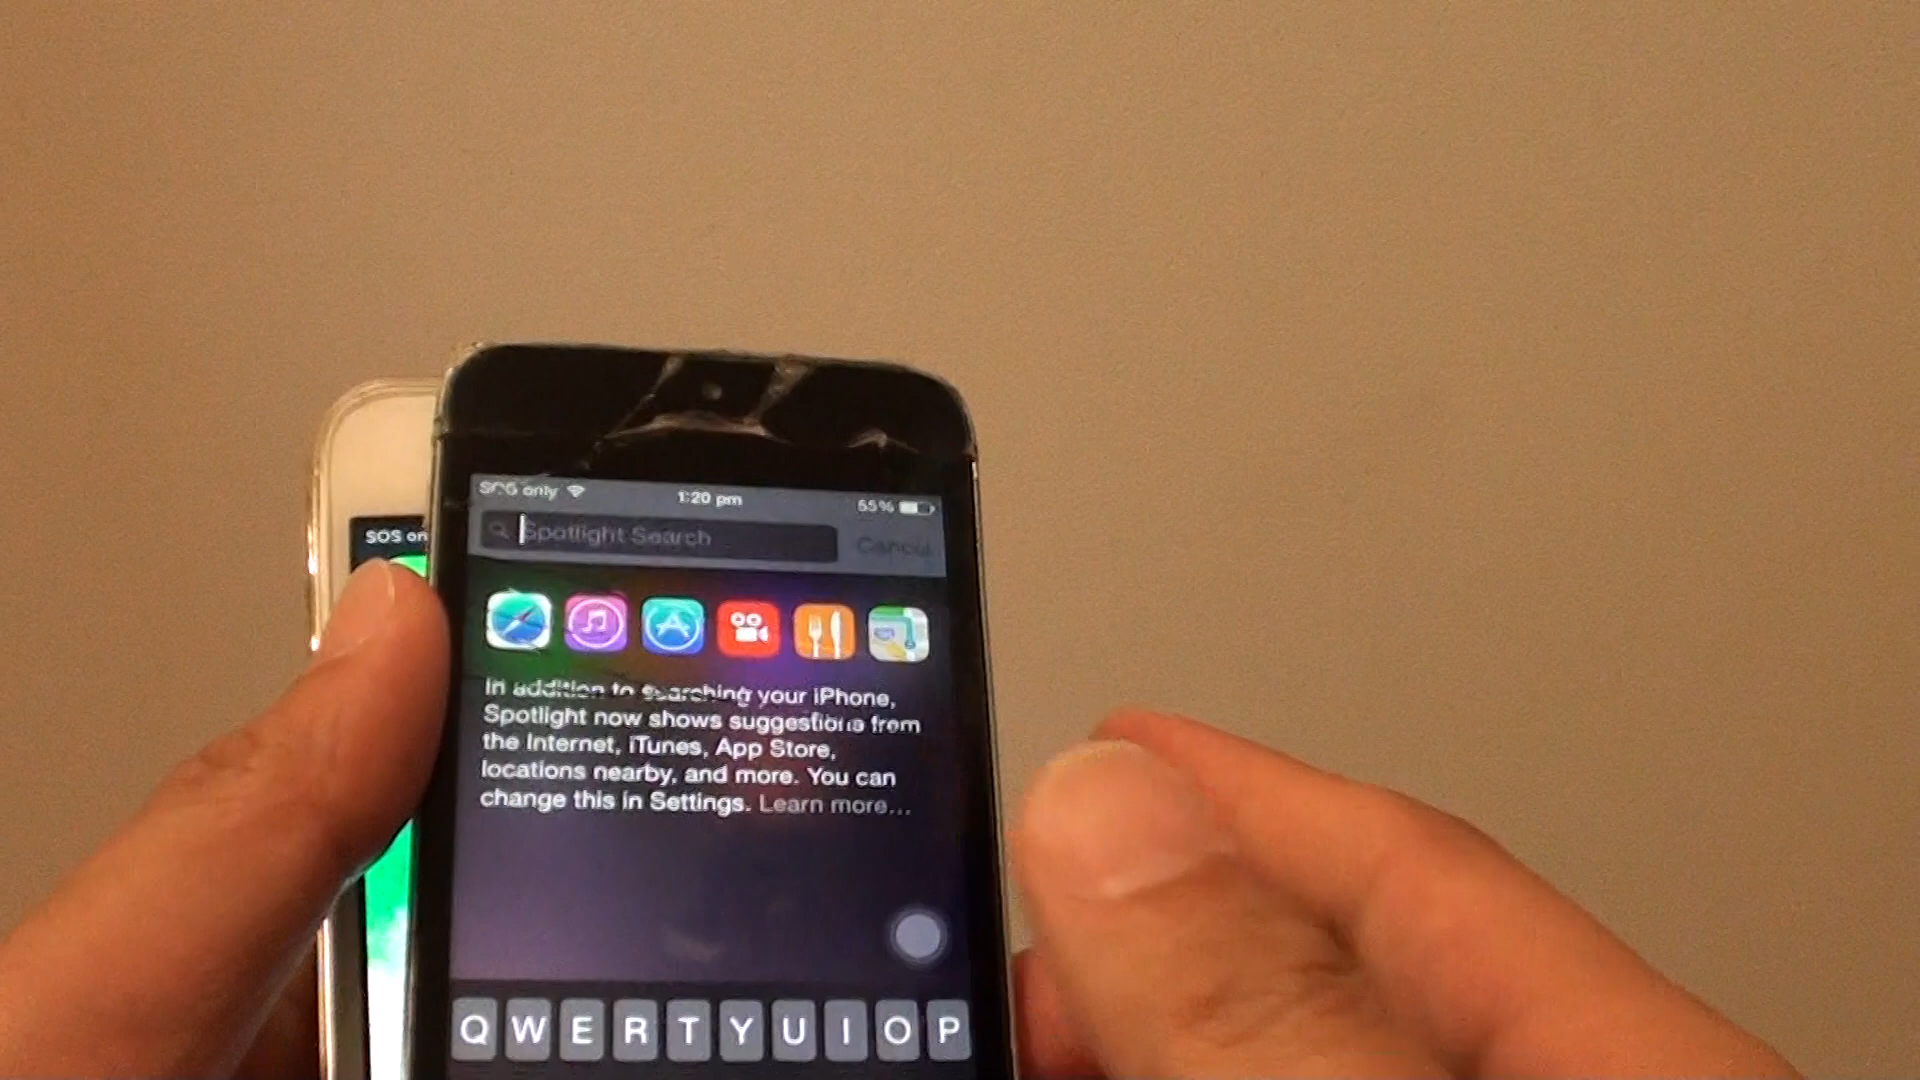 SOS only 1:20 pm 55%
Spotlight Search Cancel
SOS on
In addition to searching your iPhone,
Spotlight now shows suggestions from
the Internet, iTunes, App Store,
locations nearby, and more. You can
change this in Settings. Learn more...
Q W E R T Y U I O P